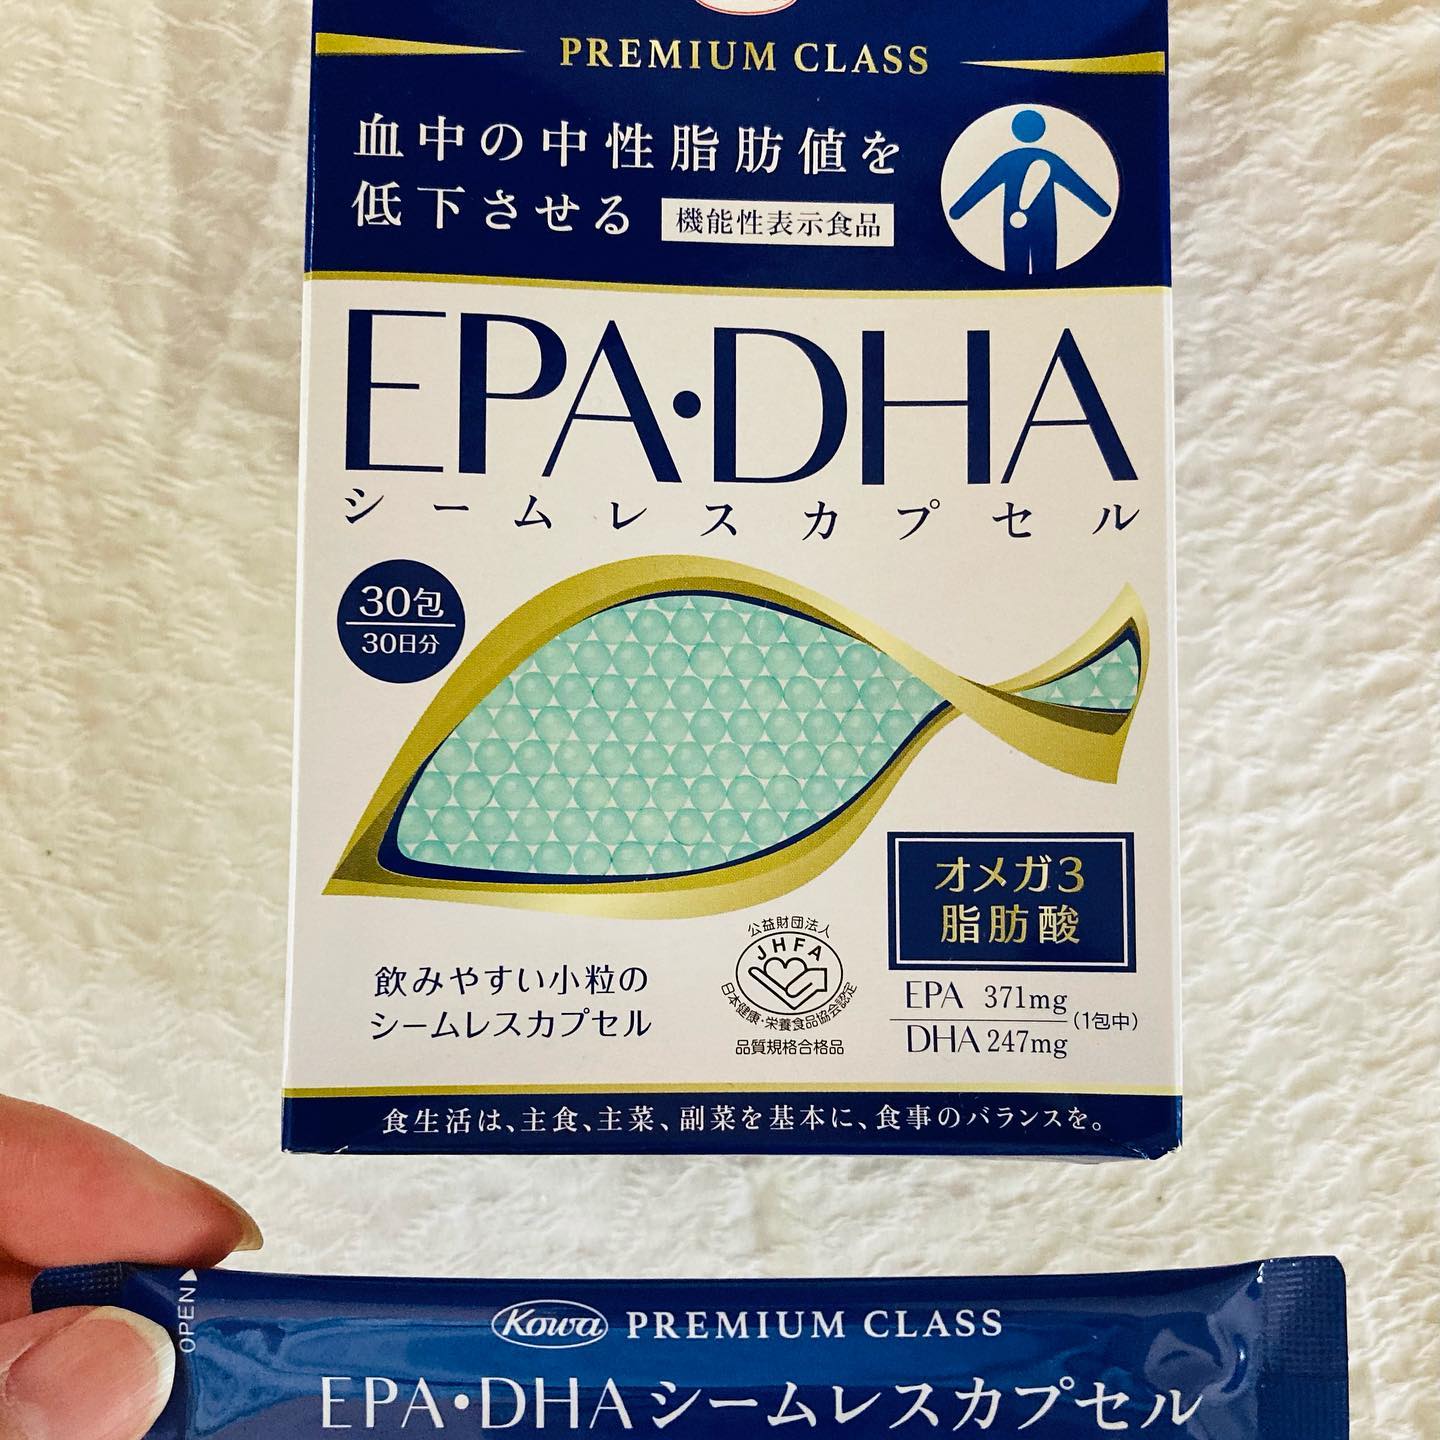 PREMIUM CLASS
血中の中性脂肪値を
低下させる 機能性表示食品
EPA・DHA
シームレスカプセル
30包
30日分
オメガ3
脂肪酸
EPA 371mg
DHA 247mg
(1包中)
飲みやすい小粒の
シームレスカプセル
公益財団法人
JHFA
日本健康・栄養食品協会認定
品質規格合格品
食生活は、主食、主菜、副菜を基本に、食事のバランスを。
OPEN
Kowa PREMIUM CLASS
EPA・DHAシームレスカプセル